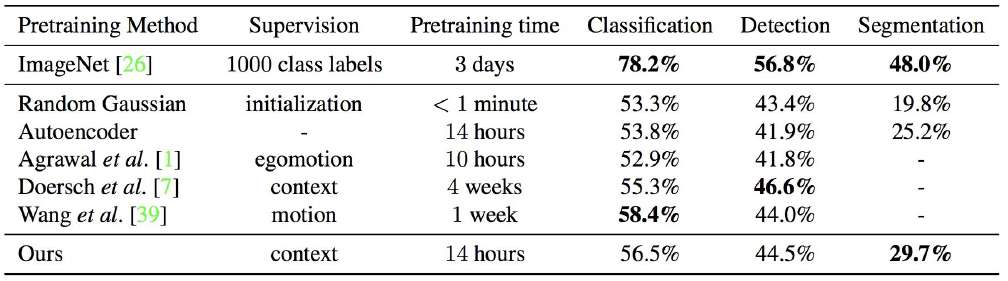 Pretraining Method Supervision Pretraining time Classification Detection Segmentation
ImageNet [26] 1000 class labels 3 days 78.2% 56.8% 48.0%
Random Gaussian initialization < 1 minute 53.3% 43.4% 19.8%
Autoencoder - 14 hours 53.8% 41.9% 25.2%
Agrawal et al. [1] egomotion 10 hours 52.9% 41.8% -
Doersch et al. [7] context 4 weeks 55.3% 46.6% -
Wang et al. [39] motion 1 week 58.4% 44.0% -
Ours context 14 hours 56.5% 44.5% 29.7%